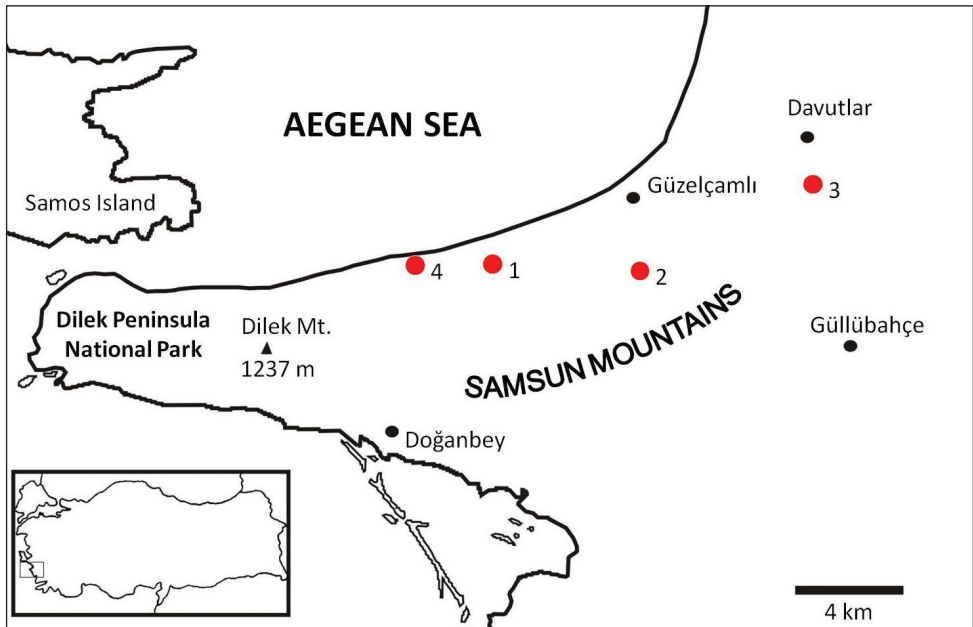 Davutlar
AEGEAN SEA
3
Güzelçamlı
Samos Island
4
1
2
Dilek Peninsula
National Park
Dilek Mt.
1237 m
SAMSUN MOUNTAINS
Güllübahçe
Doğanbey
4 km